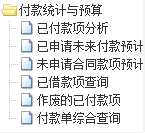 付款统计与预算
已付款项分析
已申请未来付款预计
未申请合同款项预计
已借款项查询
作废的已付款项
付款单综合查询